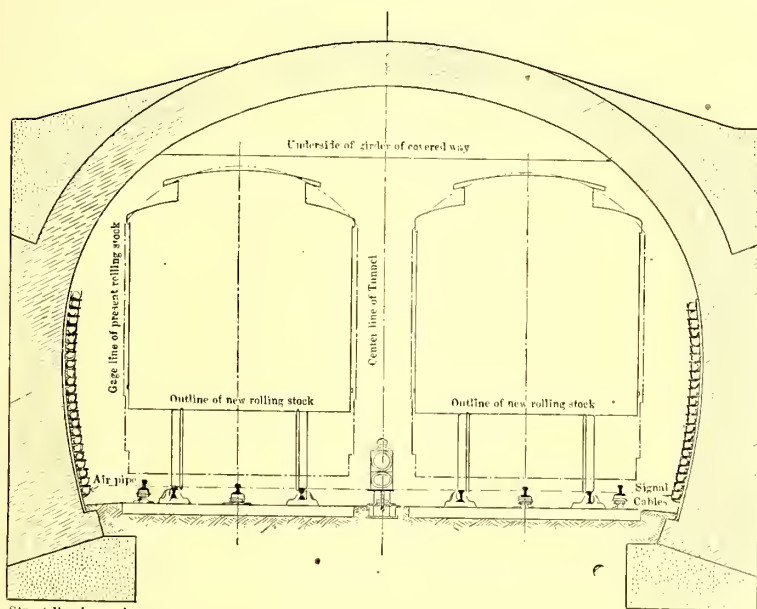 Underside of girder of covered way
Gage line of present rolling stock
Center line of Tunnel
Outline of new rolling stock
Outline of new rolling stock
Air pipe
Signal
Cables